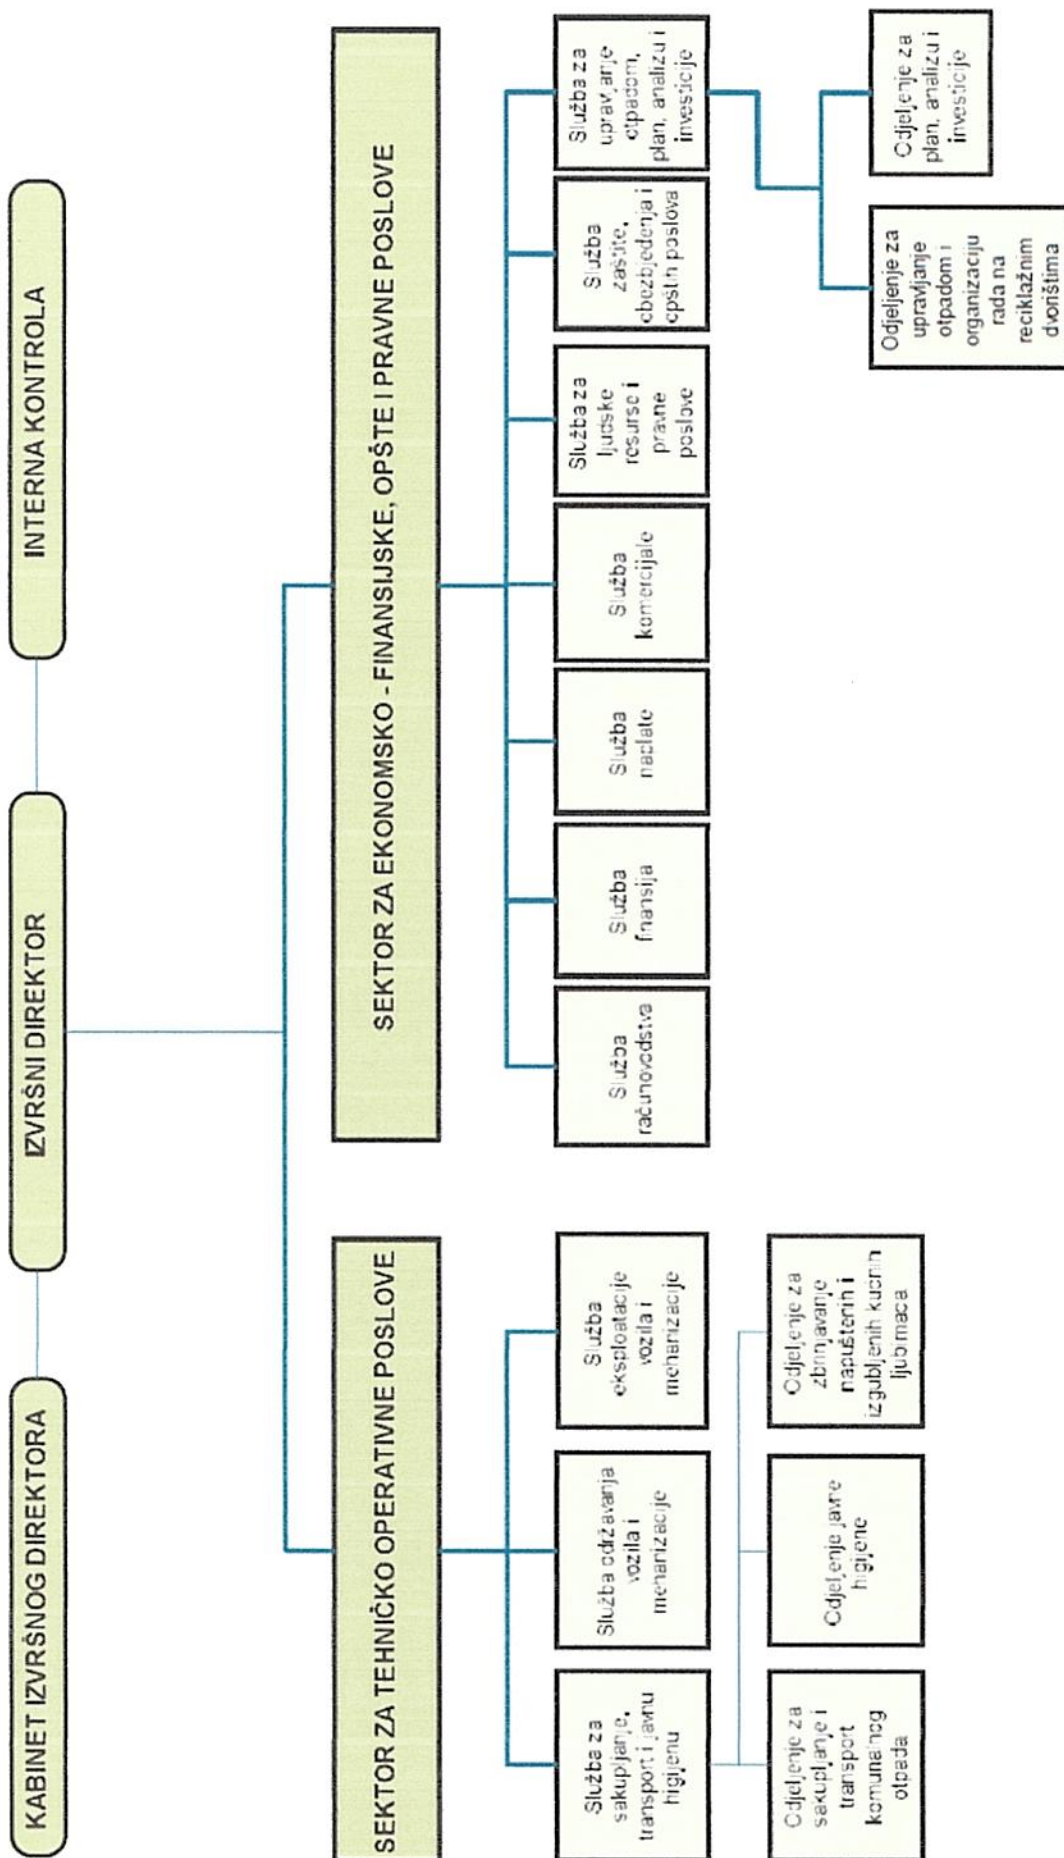 KABINET IZVRŠNOG DIREKTORA
IZVRŠNI DIREKTOR
INTERNA KONTROLA
SEKTOR ZA TEHNIČKO OPERATIVNE POSLOVE
SEKTOR ZA EKONOMSKO - FINANSIJSKE, OPŠTE I PRAVNE POSLOVE
Služba za
sakupljanje,
transport i javnu
higijenu
Služba održavanja
vozila i
mehanizacije
Služba
eksploatacije
vozila i
mehanizacije
Služba
računovodstva
Služba
finansija
Služba
naplate
Služba
komercijale
Služba za
ljudske
resurse i
pravne
poslove
Služba
zaštite,
obezbjeđenja i
opštih poslova
Služba za
upravljanje
otpadom,
plan, analizu i
investicije
Odjeljenje za
sakupljanje i
transport
komunalnog
otpada
Odjeljenje javne
higijene
Odjeljenje za
zbrinjavanje
napuštenih i
izgubljenih kućnih
ljubimaca
Odjeljenje za
upravljanje
otpadom i
organizaciju
rada na
reciklažnim
dvorištima
Odjeljenje za
plan, analizu i
investicije